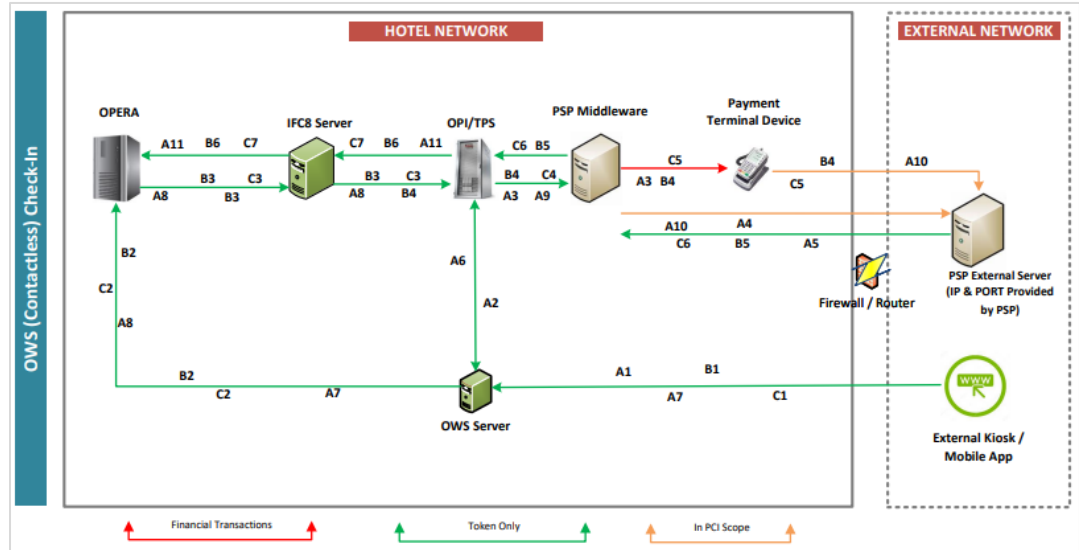 OWS (Contactless) Check-In
HOTEL NETWORK
EXTERNAL NETWORK
OPERA
IFC8 Server
OPI/TPS
PSP Middleware
Payment
Terminal Device
A11 B6 C7
B3 C3
A8 B3
C7 B6 A11
B3 C3
A8 B4
C6 B5
B4 C4
A3 A9
C5
A3 B4
B4 A10
C5
A10 A4
C6 B5 A5
PSP External Server
(IP & PORT Provided
by PSP)
Firewall / Router
B2
C2
A8
A6
A2
B2
C2 A7
A1 B1
A7 C1
OWS Server
WWW
External Kiosk /
Mobile App
Financial Transactions
Token Only
In PCI Scope